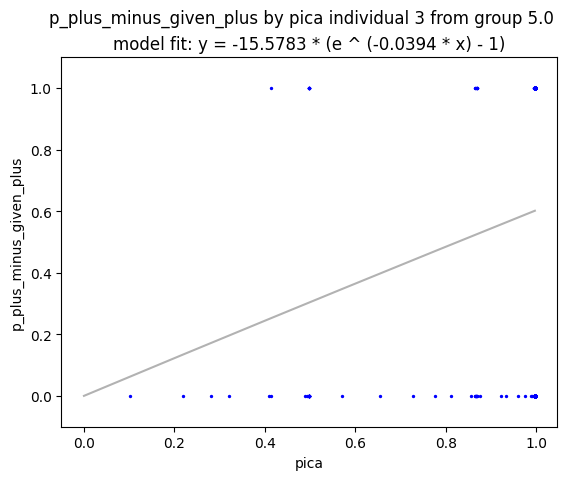 p_plus_minus_given_plus by pica individual 3 from group 5.0
model fit: y = -15.5783 * (e ^ (-0.0394 * x) - 1)
p_plus_minus_given_plus
1.0
0.8
0.6
0.4
0.2
0.0
0.0 0.2 0.4 0.6 0.8 1.0
pica